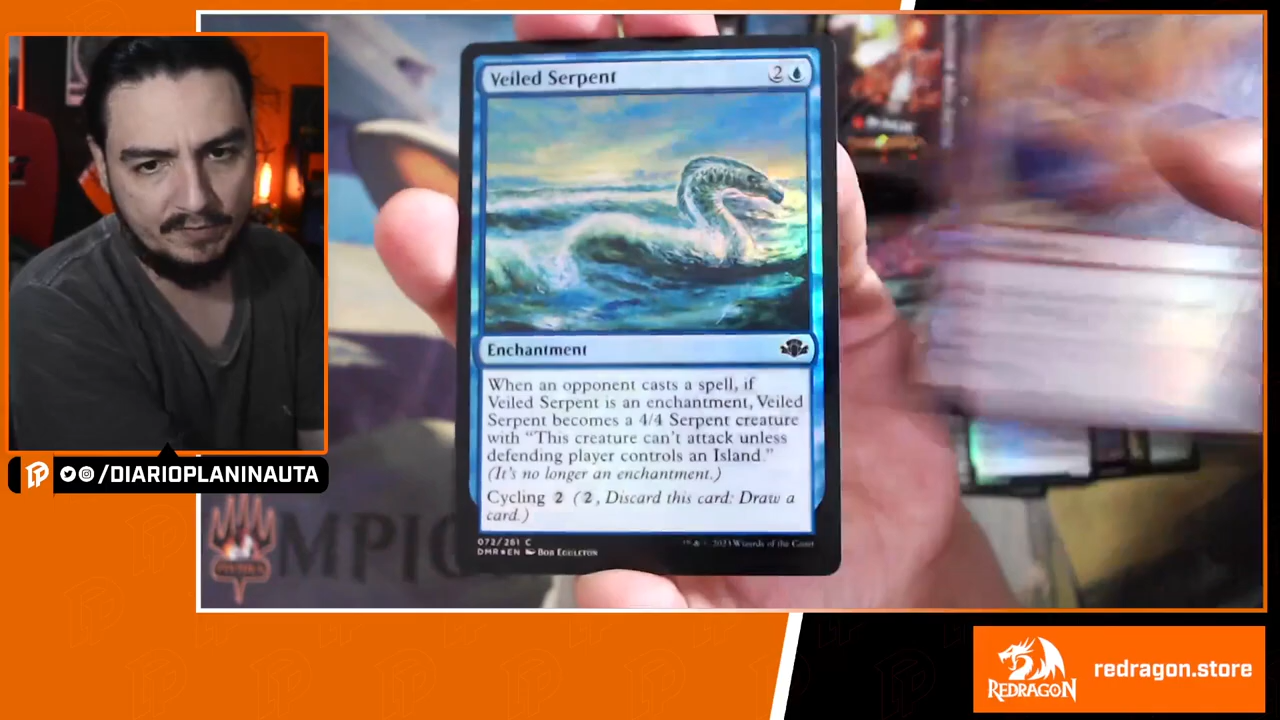 Veiled Serpent 2
Enchantment
When an opponent casts a spell, if
Veiled Serpent is an enchantment, Veiled
Serpent becomes a 4/4 Serpent creature
with “This creature can't attack unless
defending player controls an Island.”
(It's no longer an enchantment.)
Cycling 2 (2, Discard this card: Draw a
card.)
072/261 C
DMR★EN Bob Eggleton
2023 Wizards of the Coast
/DIARIOPLANINAUTA
MPIO
REDRAGON
redragon.store